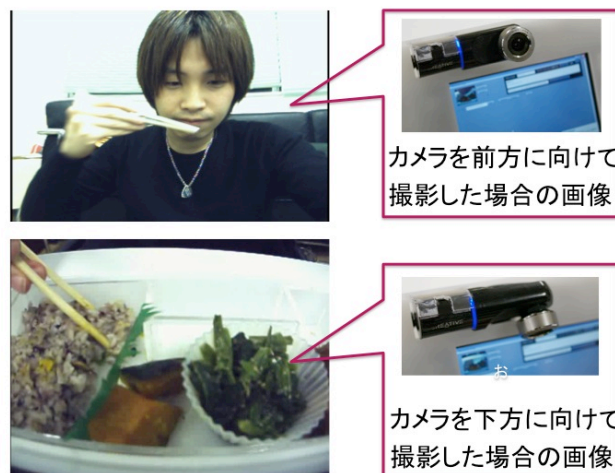 カメラを前方に向けて
撮影した場合の画像
お
カメラを下方に向けて
撮影した場合の画像